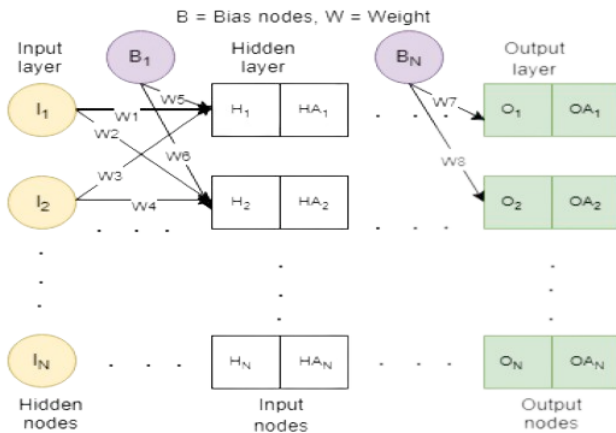 B = Bias nodes, W = Weight
Input layer
B1
Hidden layer
BN
Output layer
I1
W1
W5
H1
HA1
W7
O1
OA1
W2
W3
W6
W8
I2
W4
H2
HA2
O2
OA2
IN
HN
HAN
ON
OAN
Hidden nodes
Input nodes
Output nodes